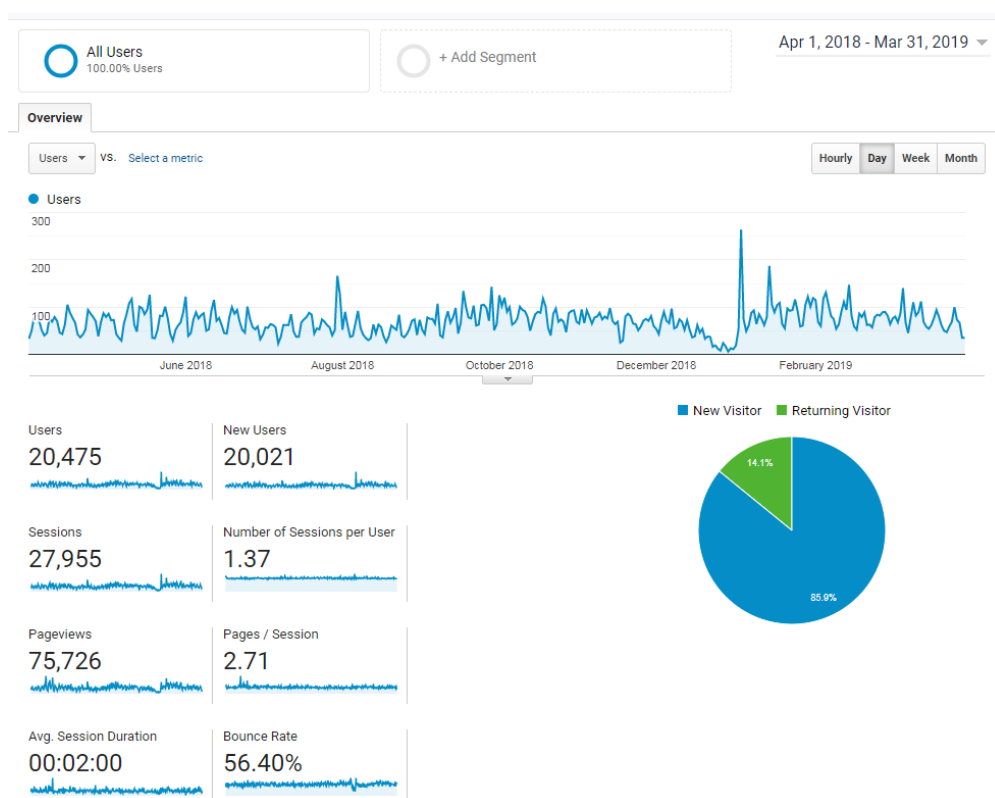 All Users
100.00% Users
+ Add Segment
Apr 1, 2018 - Mar 31, 2019
Overview
Users VS. Select a metric
Hourly Day Week Month
Users
300
200
100
June 2018 August 2018 October 2018 December 2018 February 2019
New Visitor Returning Visitor
14.1%
85.9%
Users
20,475
New Users
20,021
Sessions
27,955
Number of Sessions per User
1.37
Pageviews
75,726
Pages / Session
2.71
Avg. Session Duration
00:02:00
Bounce Rate
56.40%